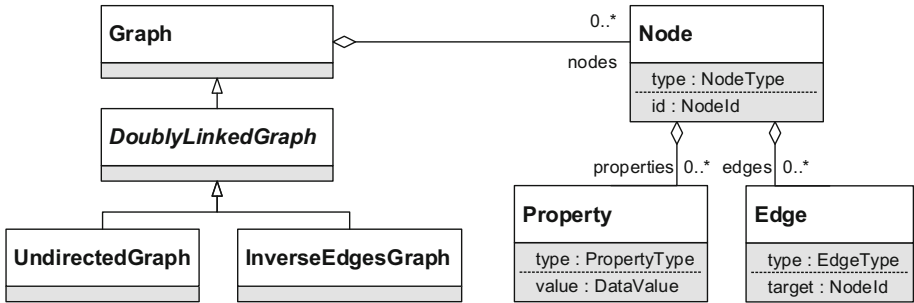 Graph
0..*
nodes
Node
type : NodeType
id : NodeId
DoublyLinkedGraph
properties 0..*
edges 0..*
UndirectedGraph
InverseEdgesGraph
Property
type : PropertyType
value : DataValue
Edge
type : EdgeType
target : NodeId